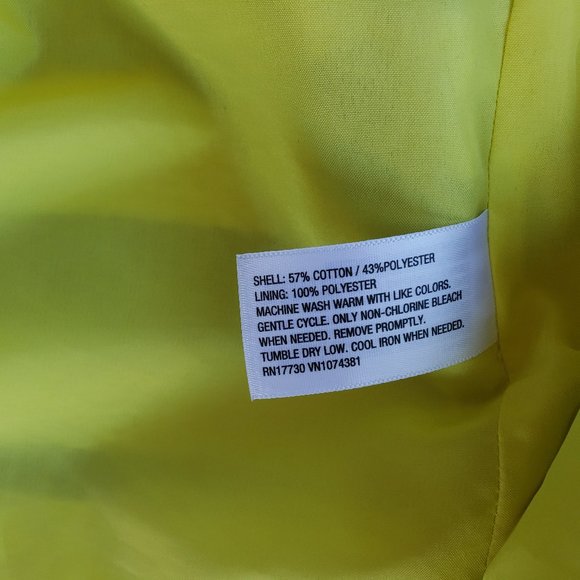 SHELL: 57% COTTON / 43%POLYESTER
LINING: 100% POLYESTER
MACHINE WASH WARM WITH LIKE COLORS.
GENTLE CYCLE. ONLY NON-CHLORINE BLEACH
WHEN NEEDED. REMOVE PROMPTLY.
TUMBLE DRY LOW. COOL IRON WHEN NEEDED.
RN17730 VN1074381